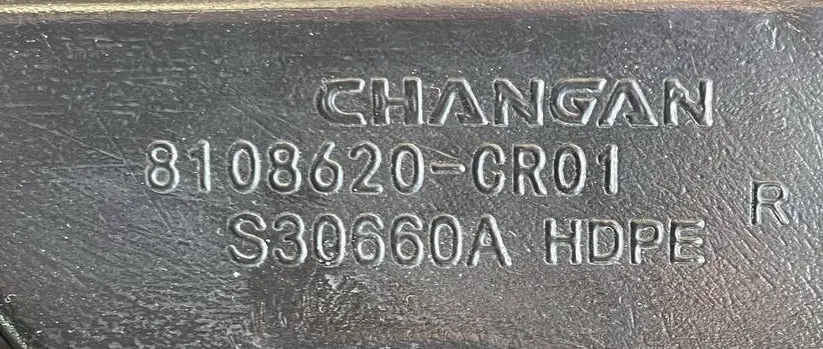 CHANGAN
8108620-CR01
S30660A HDPE
R